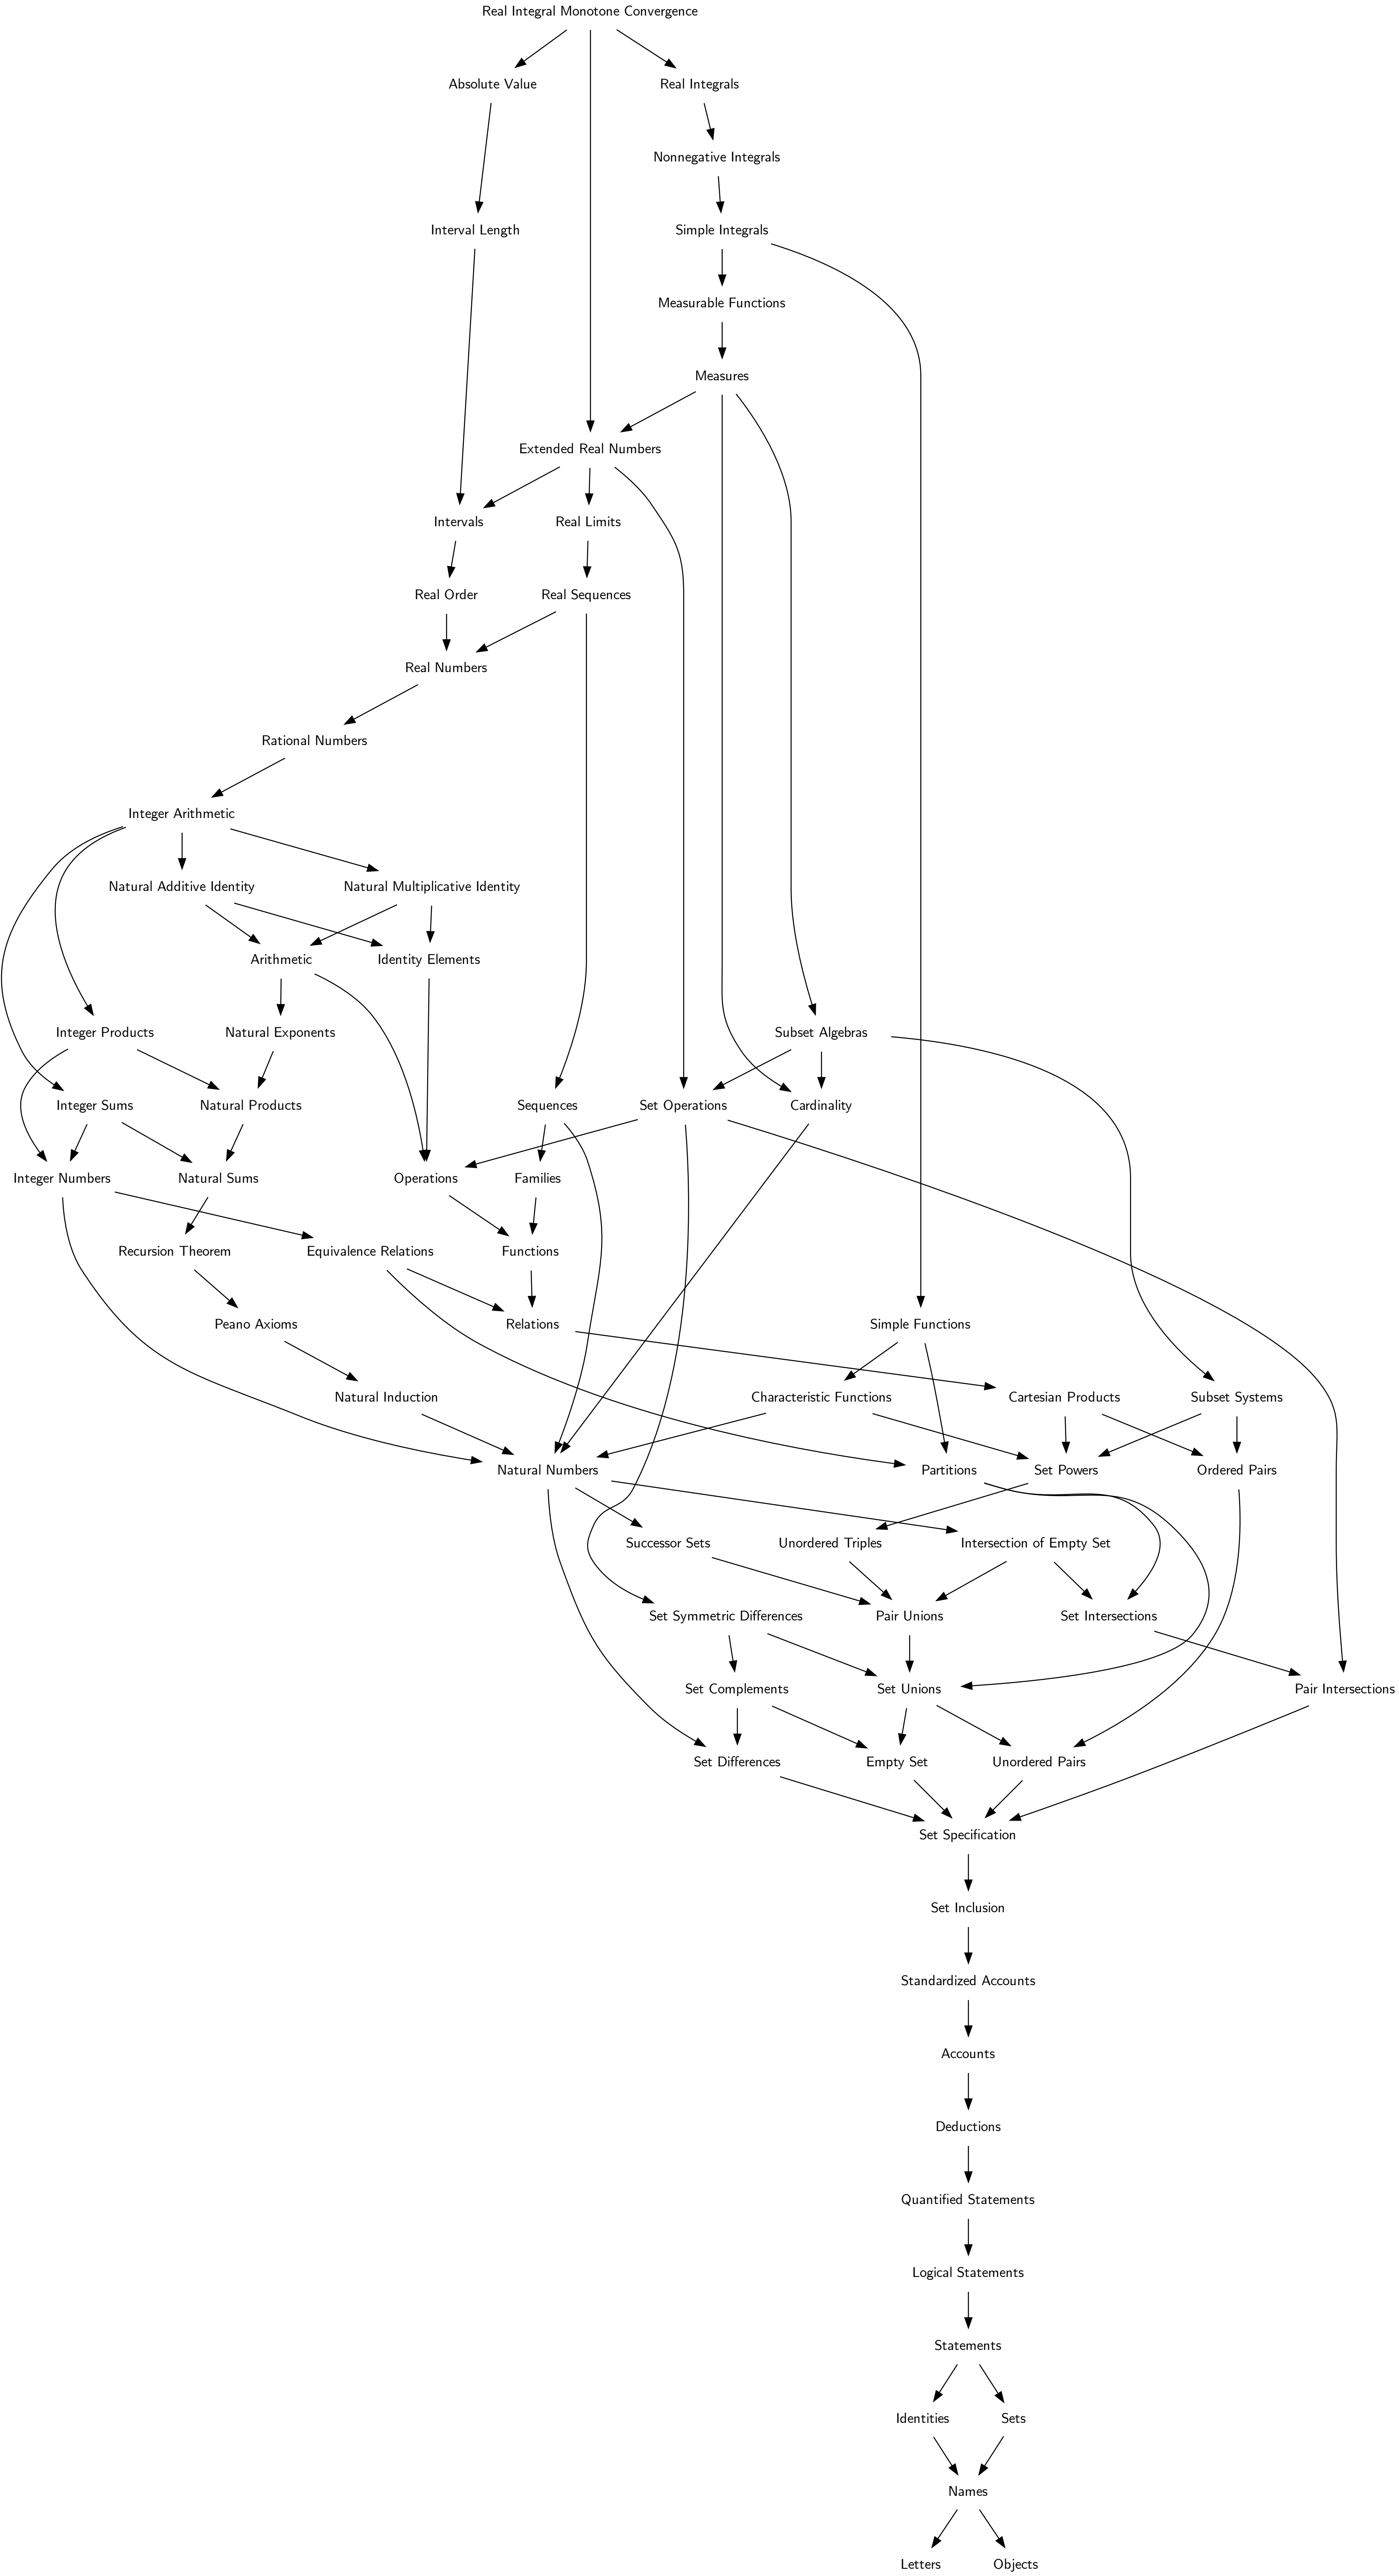 Real Integral Monotone Convergence
Absolute Value
Real Integrals
Nonnegative Integrals
Interval Length
Simple Integrals
Measurable Functions
Measures
Extended Real Numbers
Intervals
Real Limits
Real Order
Real Sequences
Real Numbers
Rational Numbers
Integer Arithmetic
Natural Additive Identity
Natural Multiplicative Identity
Arithmetic
Identity Elements
Integer Products
Natural Exponents
Subset Algebras
Integer Sums
Natural Products
Sequences
Set Operations
Cardinality
Integer Numbers
Natural Sums
Operations
Families
Recursion Theorem
Equivalence Relations
Functions
Peano Axioms
Relations
Simple Functions
Natural Induction
Characteristic Functions
Cartesian Products
Subset Systems
Natural Numbers
Partitions
Set Powers
Ordered Pairs
Successor Sets
Unordered Triples
Intersection of Empty Set
Set Symmetric Differences
Pair Unions
Set Intersections
Set Complements
Set Unions
Pair Intersections
Set Differences
Empty Set
Unordered Pairs
Set Specification
Set Inclusion
Standardized Accounts
Accounts
Deductions
Quantified Statements
Logical Statements
Statements
Identities
Sets
Names
Letters
Objects